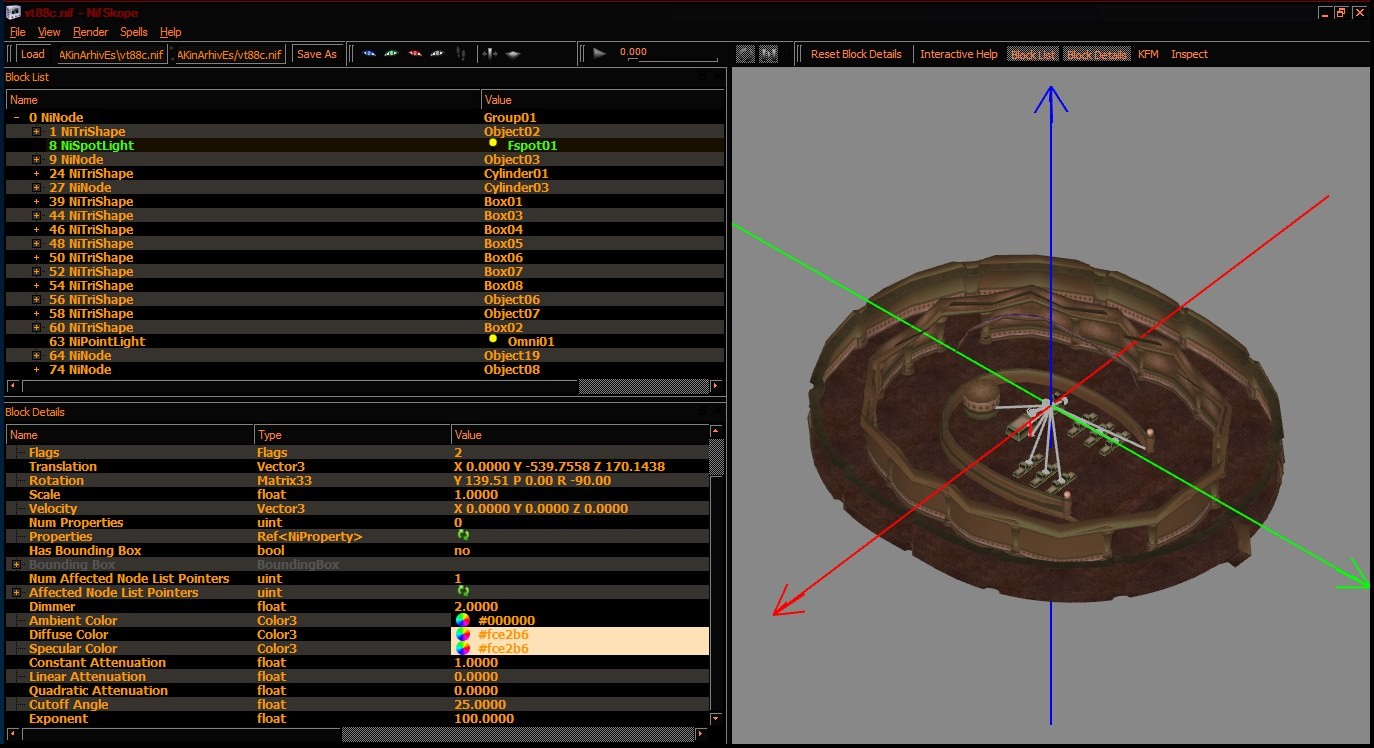 vt88c.nif - NifSkope
File View Render Spells Help
Load AKinArhivEs\vt88c.nif AKinArhivEs/vt88c.nif Save As 0.000 Reset Block Details Interactive Help Block List Block Details KFM Inspect
Block List
Name Value
0 NiNode Group01
1 NiTriShape Object02
8 NiSpotLight Fspot01
9 NiNode Object03
24 NiTriShape Cylinder01
27 NiNode Cylinder03
39 NiTriShape Box01
44 NiTriShape Box03
46 NiTriShape Box04
48 NiTriShape Box05
50 NiTriShape Box06
52 NiTriShape Box07
54 NiTriShape Box08
56 NiTriShape Object06
58 NiTriShape Object07
60 NiTriShape Box02
63 NiPointLight Omni01
64 NiNode Object19
74 NiNode Object08
Block Details
Name Type Value
Flags Flags 2
Translation Vector3 X 0.0000 Y -539.7558 Z 170.1438
Rotation Matrix33 Y 139.51 P 0.00 R -90.00
Scale float 1.0000
Velocity Vector3 X 0.0000 Y 0.0000 Z 0.0000
Num Properties uint 0
Properties Ref<NiProperty>
Has Bounding Box bool no
Bounding Box BoundingBox
Num Affected Node List Pointers uint 1
Affected Node List Pointers uint
Dimmer float 2.0000
Ambient Color Color3 #000000
Diffuse Color Color3 #fce2b6
Specular Color Color3 #fce2b6
Constant Attenuation float 1.0000
Linear Attenuation float 0.0000
Quadratic Attenuation float 0.0000
Cutoff Angle float 25.0000
Exponent float 100.0000